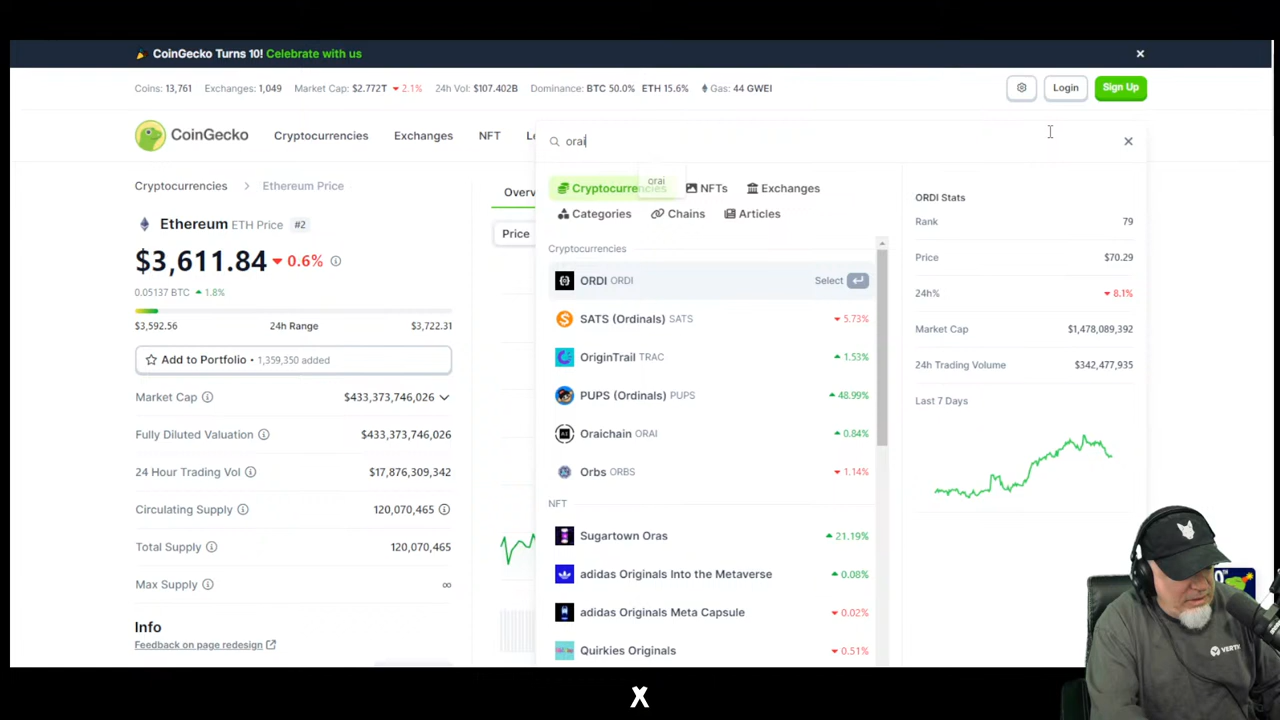 CoinGecko Turns 10! Celebrate with us
Coins: 13,761 Exchanges: 1,049 Market Cap: $2.772T 2.1% 24h Vol: $107.402B Dominance: BTC 50.0% ETH 15.6% Gas: 44 GWEI
Login
Sign Up
CoinGecko
Cryptocurrencies
Exchanges
NFT
orai
orai
Cryptocurrencies
NFTs
Exchanges
Categories
Chains
Articles
Cryptocurrencies
ORDI ORDI Select
SATS (Ordinals) SATS 5.73%
OriginTrail TRAC 1.53%
PUPS (Ordinals) PUPS 48.99%
Oraichain ORAI 0.84%
Orbs ORBS 1.14%
NFT
Sugartown Oras 21.19%
adidas Originals Into the Metaverse 0.08%
adidas Originals Meta Capsule 0.02%
Quirkies Originals 0.51%
ORDI Stats
Rank 79
Price $70.29
24h% 8.1%
Market Cap $1,478,089,392
24h Trading Volume $342,477,935
Last 7 Days
Cryptocurrencies Ethereum Price
Ethereum ETH Price #2
$3,611.84 0.6%
0.05137 BTC 1.8%
$3,592.56 24h Range $3,722.31
Add to Portfolio • 1,359,350 added
Market Cap $433,373,746,026
Fully Diluted Valuation $433,373,746,026
24 Hour Trading Vol $17,876,309,342
Circulating Supply 120,070,465
Total Supply 120,070,465
Max Supply ∞
Info
Feedback on page redesign
Price
X